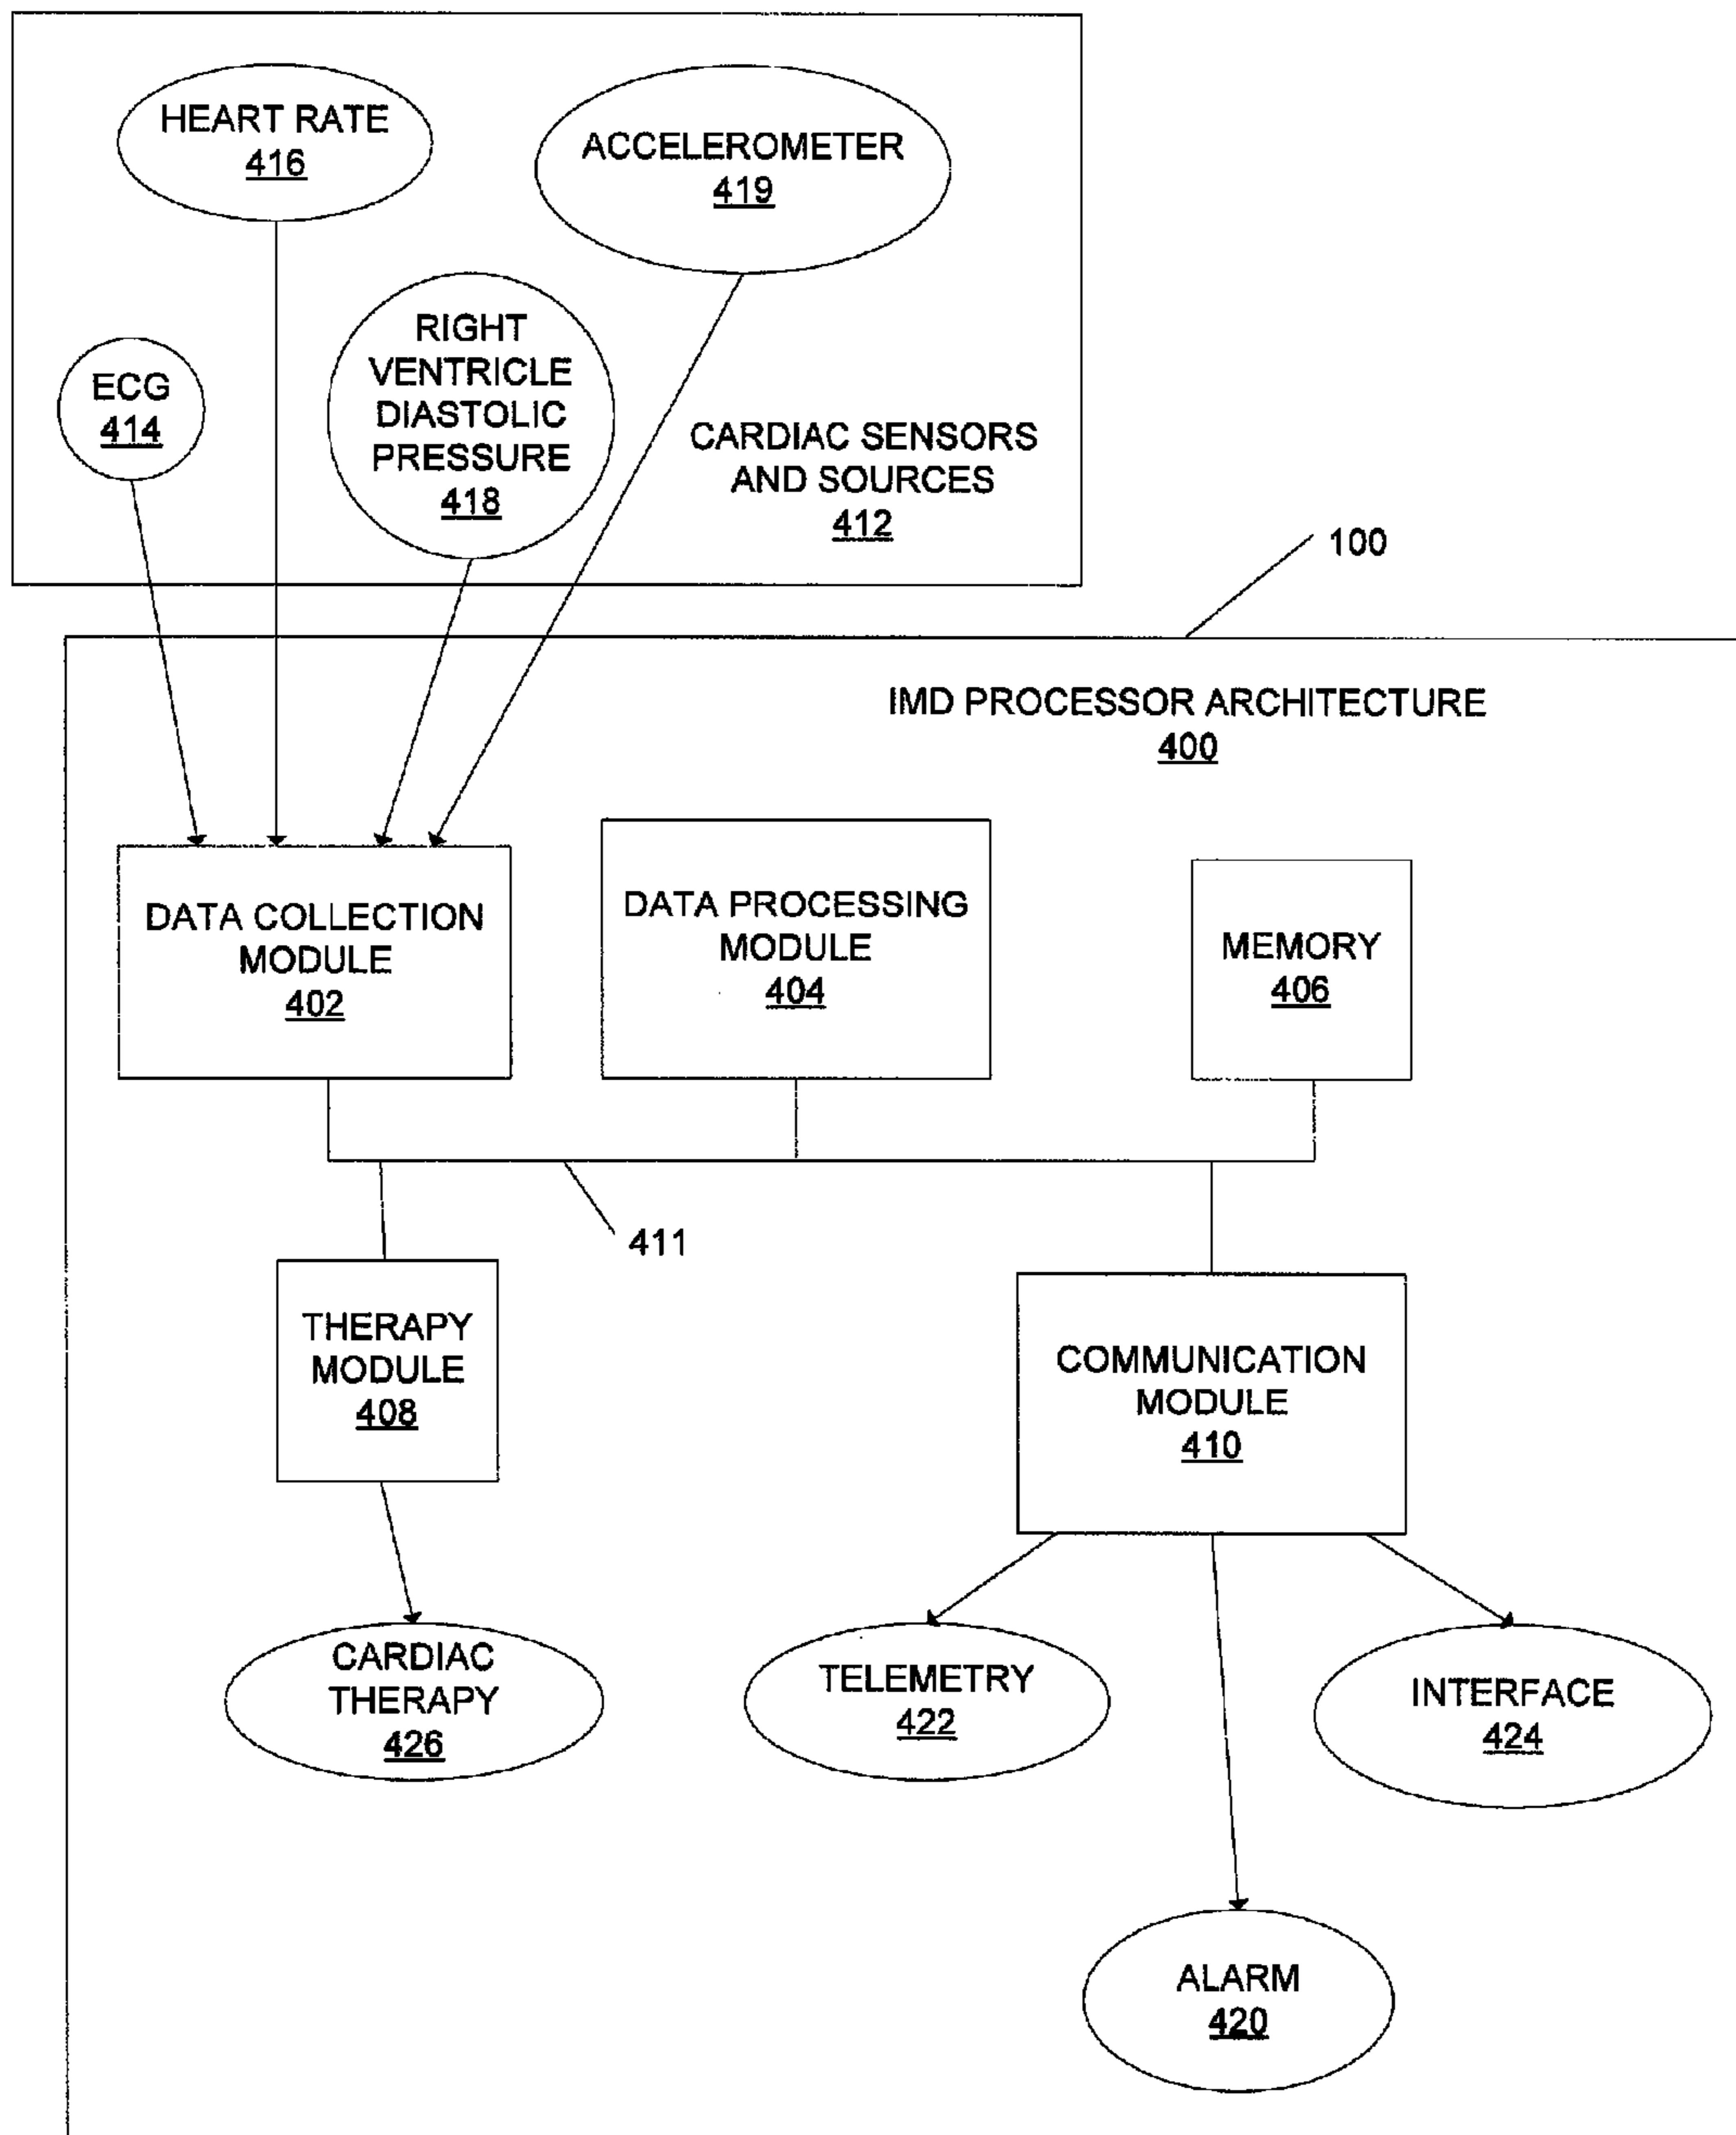 HEART RATE
416
ACCELEROMETER
419
ECG
414
RIGHT
VENTRICLE
DIASTOLIC
PRESSURE
418
CARDIAC SENSORS
AND SOURCES
412
100
IMD PROCESSOR ARCHITECTURE
400
DATA COLLECTION
MODULE
402
DATA PROCESSING
MODULE
404
MEMORY
406
411
THERAPY
MODULE
408
COMMUNICATION
MODULE
410
CARDIAC
THERAPY
426
TELEMETRY
422
INTERFACE
424
ALARM
420